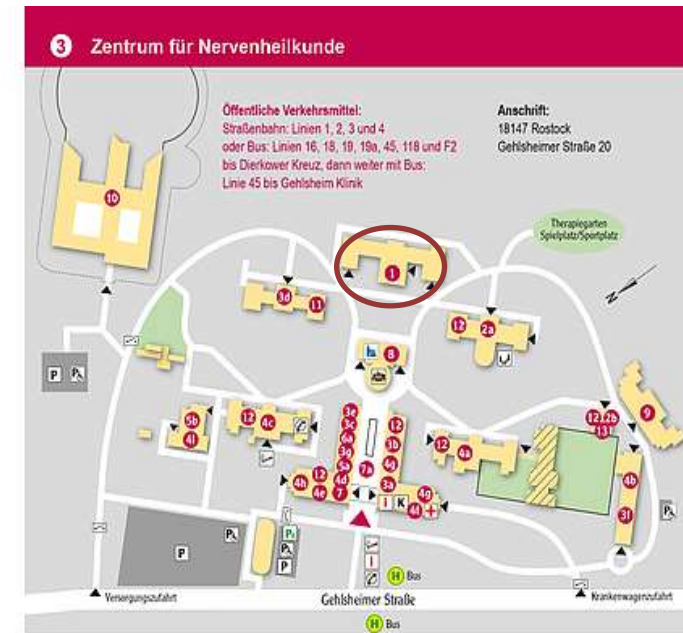 3 Zentrum für Nervenheilkunde
Öffentliche Verkehrsmittel:
Straßenbahn: Linien 1, 2, 3 und 4
oder Bus: Linien 16, 18, 19, 19a, 45, 118 und F2
bis Dierkower Kreuz, dann weiter mit Bus:
Linie 45 bis Gehlsheim Klinik
Anschrift:
18147 Rostock
Gehlsheimer Straße 20
10
Therapiegarten
Spielplatz/Sportplatz
1
N
3d
11
12
2a
8
P
P
9
5b
4l
12
4c
3e
3c
6a
3g
5a
12
3b
4g
7a
12
4a
12
2b
13
4b
3f
4h
12
4d
4e
7
3a
I
K
4g
4f
P
P
P
P
P
P
I
H Bus
Versorgungszufahrt
Gehlsheimer Straße
Krankenwagenzufahrt
H Bus